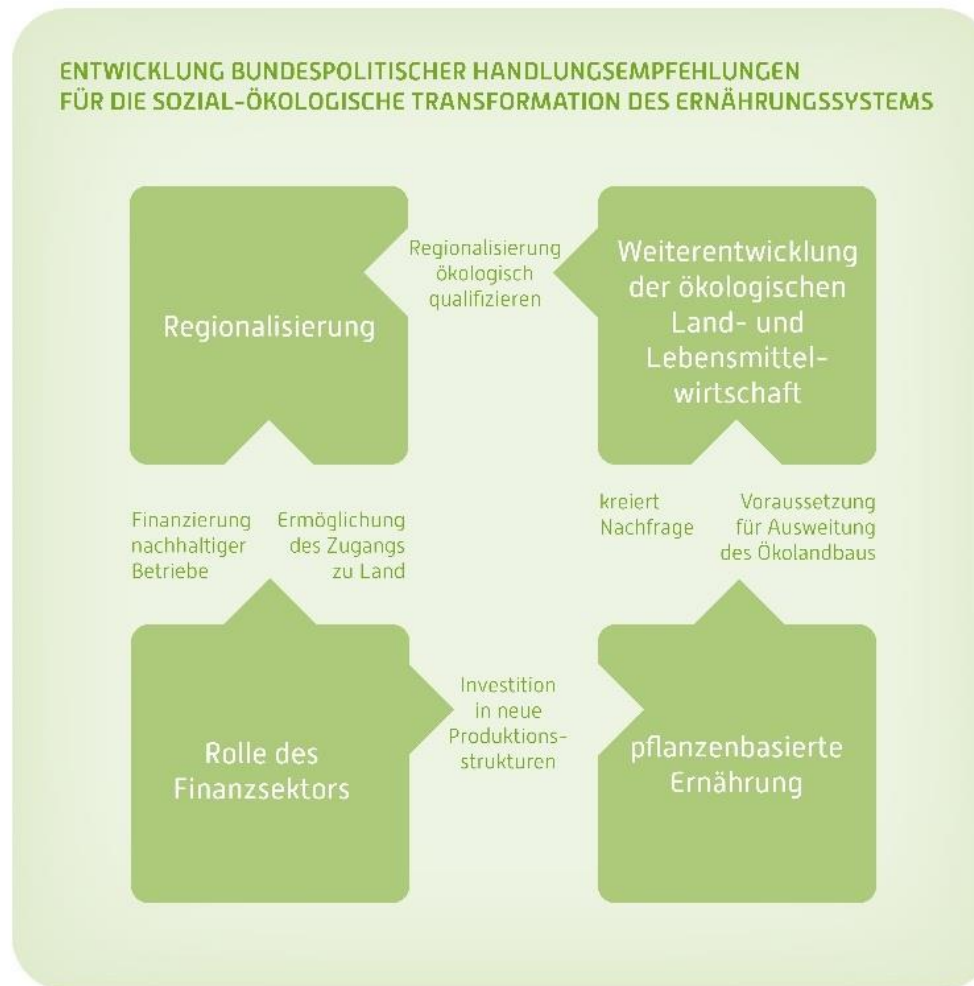 ENTWICKLUNG BUNDESPOLITISCHER HANDLUNGSEMPFEHLUNGEN
FÜR DIE SOZIAL-ÖKOLOGISCHE TRANSFORMATION DES ERNÄHRUNGSSYSTEMS
Regionalisierung
Regionalisierung
ökologisch
qualifizieren
Weiterentwicklung
der ökologischen
Land- und
Lebensmittel-
wirtschaft
Finanzierung
nachhaltiger
Betriebe
Ermöglichung
des Zugangs
zu Land
kreiert
Nachfrage
Voraussetzung
für Ausweitung
des Ökolandbaus
Rolle des
Finanzsektors
Investition
in neue
Produktions-
strukturen
pflanzenbasierte
Ernährung